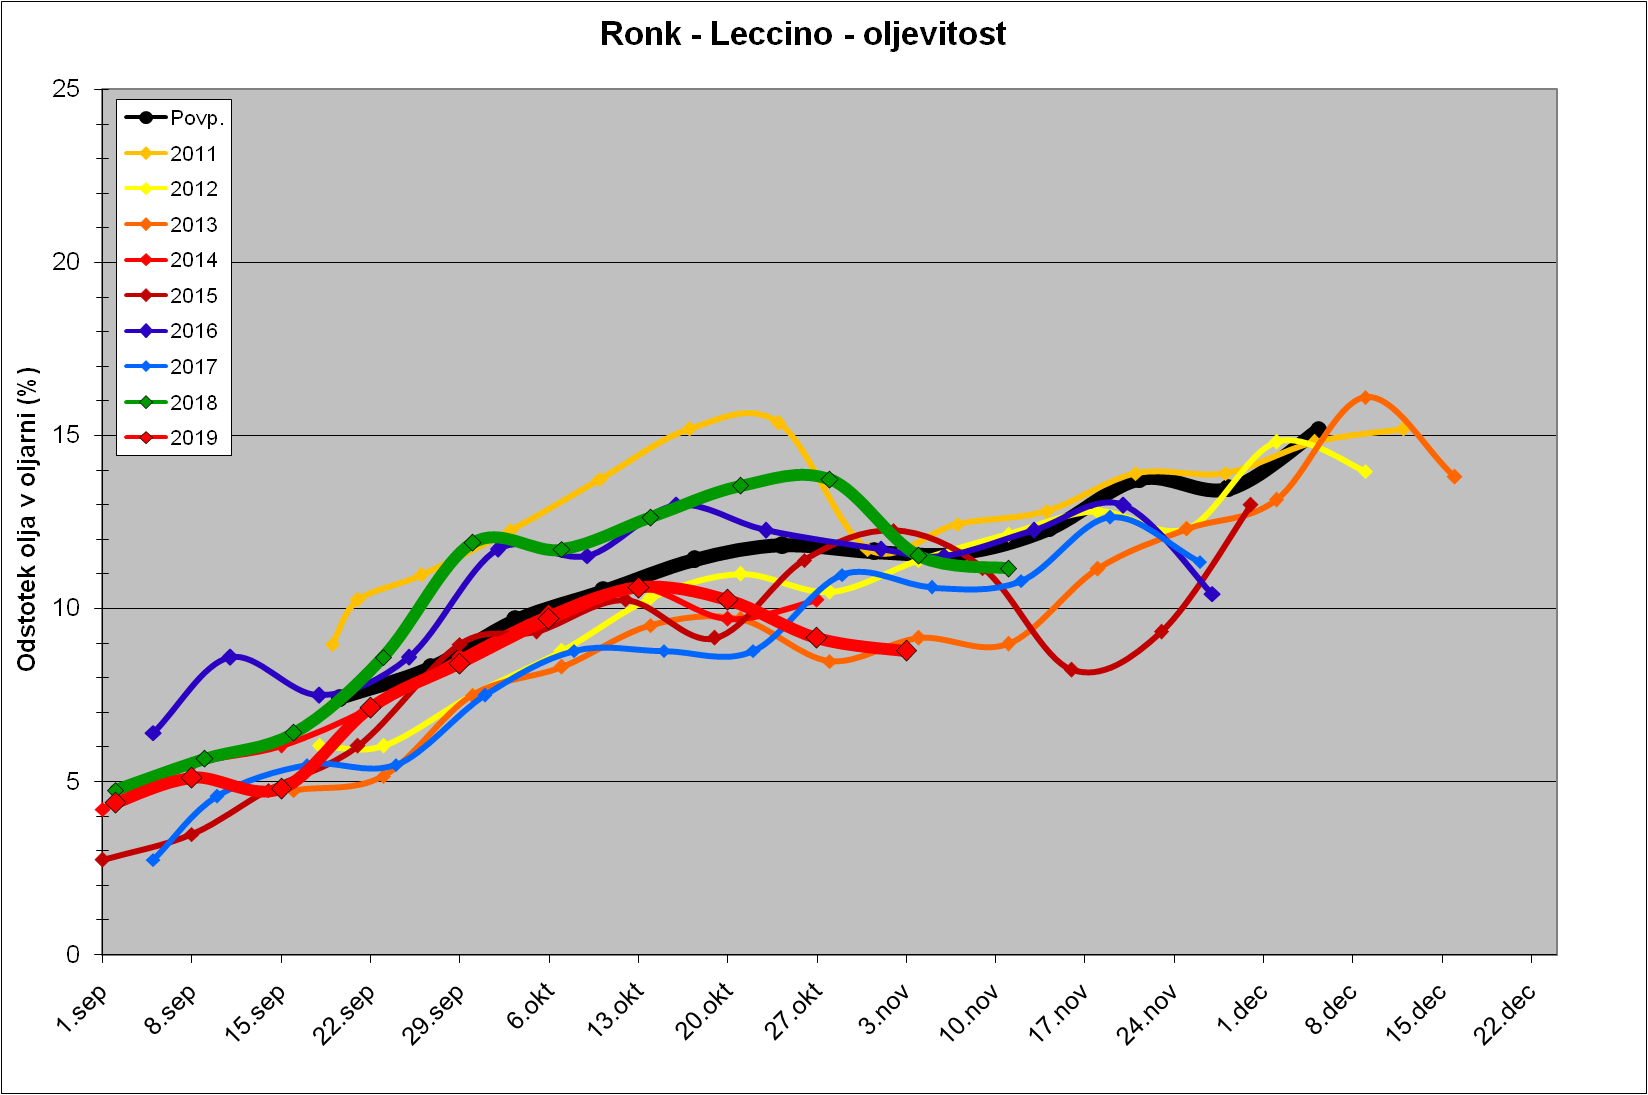 Ronk - Leccino - oljevitost
Odstotek olja v oljarni (%)
25
20
15
10
5
0
Povp.
2011
2012
2013
2014
2015
2016
2017
2018
2019
1.sep
8.sep
15.sep
22.sep
29.sep
6.okt
13.okt
20.okt
27.okt
3.nov
10.nov
17.nov
24.nov
1.dec
8.dec
15.dec
22.dec